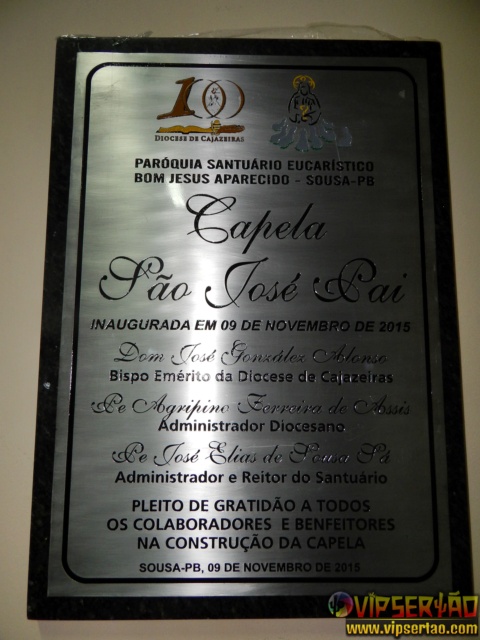 100
DIOCESE DE CAJAZEIRAS
PARÓQUIA SANTUÁRIO EUCARÍSTICO
BOM JESUS APARECIDO - SOUSA-PB
Capela
São José Pai
INAUGURADA EM 09 DE NOVEMBRO DE 2015
Dom José González Alonso
Bispo Emérito da Diocese de Cajazeiras
Pe Agripino Ferreira de Assis
Administrador Diocesano
Pe José Elias de Sousa Sá
Administrador e Reitor do Santuário
PLEITO DE GRATIDÃO A TODOS
OS COLABORADORES E BENFEITORES
NA CONSTRUÇÃO DA CAPELA
SOUSA-PB, 09 DE NOVEMBRO DE 2015
VIPSERTÃO
www.vipsertao.com